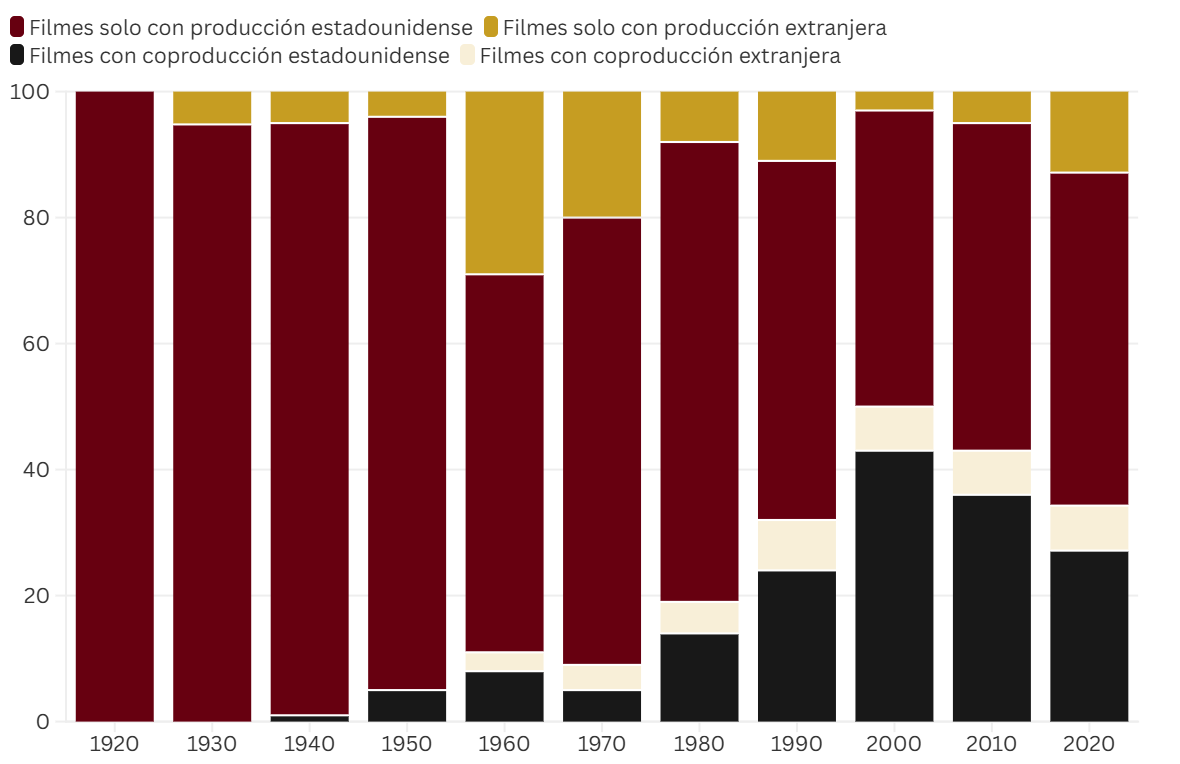 Filmes solo con producción estadounidense Filmes solo con producción extranjera
Filmes con coproducción estadounidense Filmes con coproducción extranjera
100
80
60
40
20
0
1920 1930 1940 1950 1960 1970 1980 1990 2000 2010 2020